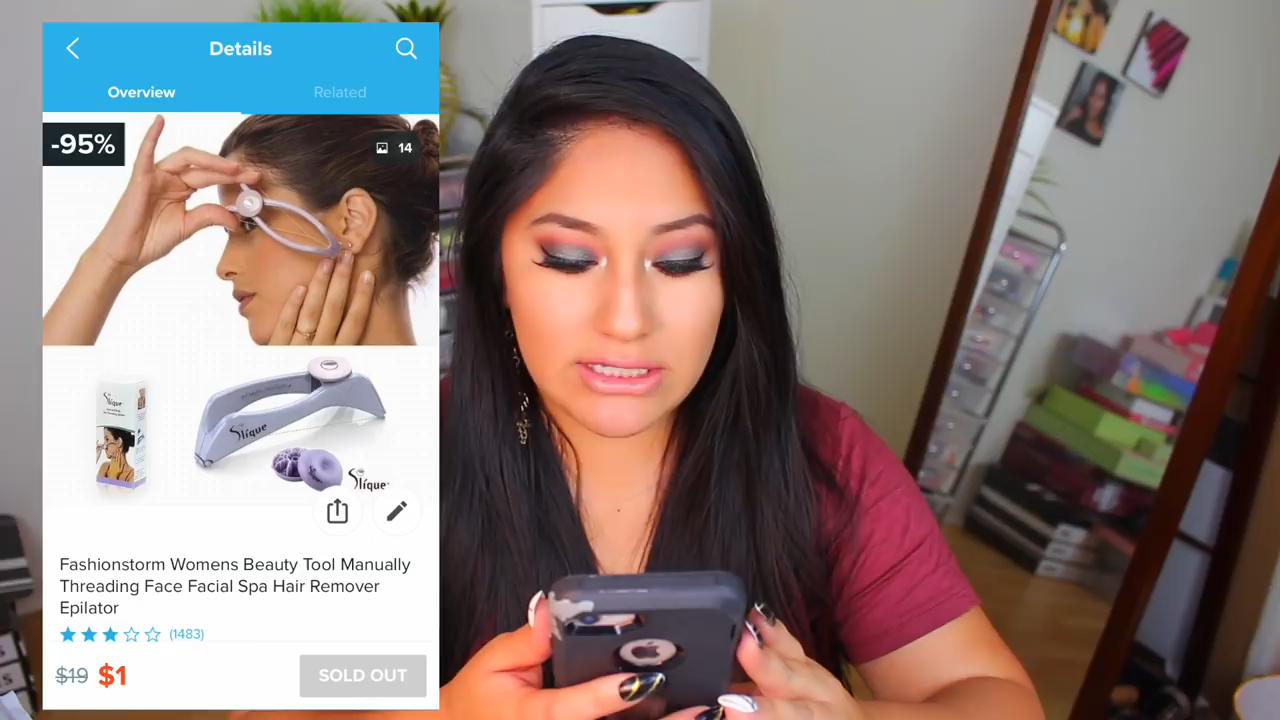 Details
Overview
Related
-95%
14
Slique
Slique
Slique
Fashionstorm Womens Beauty Tool Manually
Threading Face Facial Spa Hair Remover
Epilator
(1483)
$19 $1
SOLD OUT